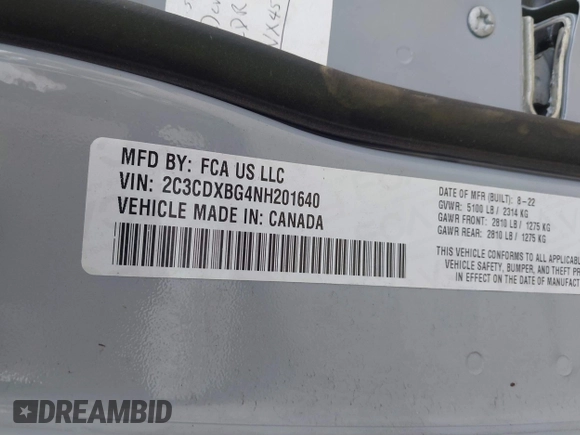 MFD BY: FCA US LLC
VIN: 2C3CDXBG4NH201640
VEHICLE MADE IN: CANADA
DATE OF MFR (BUILT): 8-22
GVWR: 5100 LB / 2314 KG
GAWR FRONT: 2810 LB / 1275 KG
GAWR REAR: 2810 LB / 1275 KG
THIS VEHICLE CONFORMS TO ALL APPLICABL
VEHICLE SAFETY, BUMPER, AND THEFT PR
IN EFFECT ON THE DATE OF MANUFACT
DREAMBID